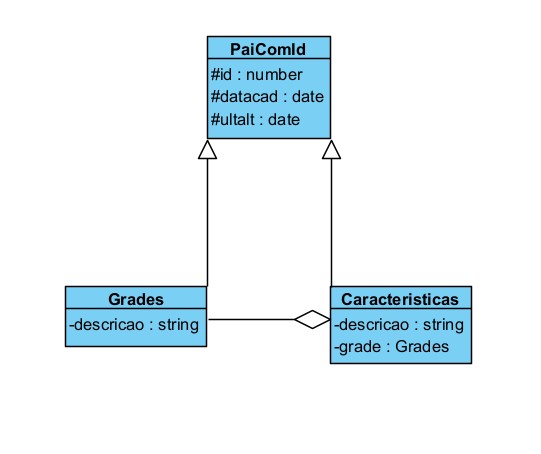 PaiComId
#id : number
#datacad : date
#ultalt : date
Grades
-descricao : string
Caracteristicas
-descricao : string
-grade : Grades